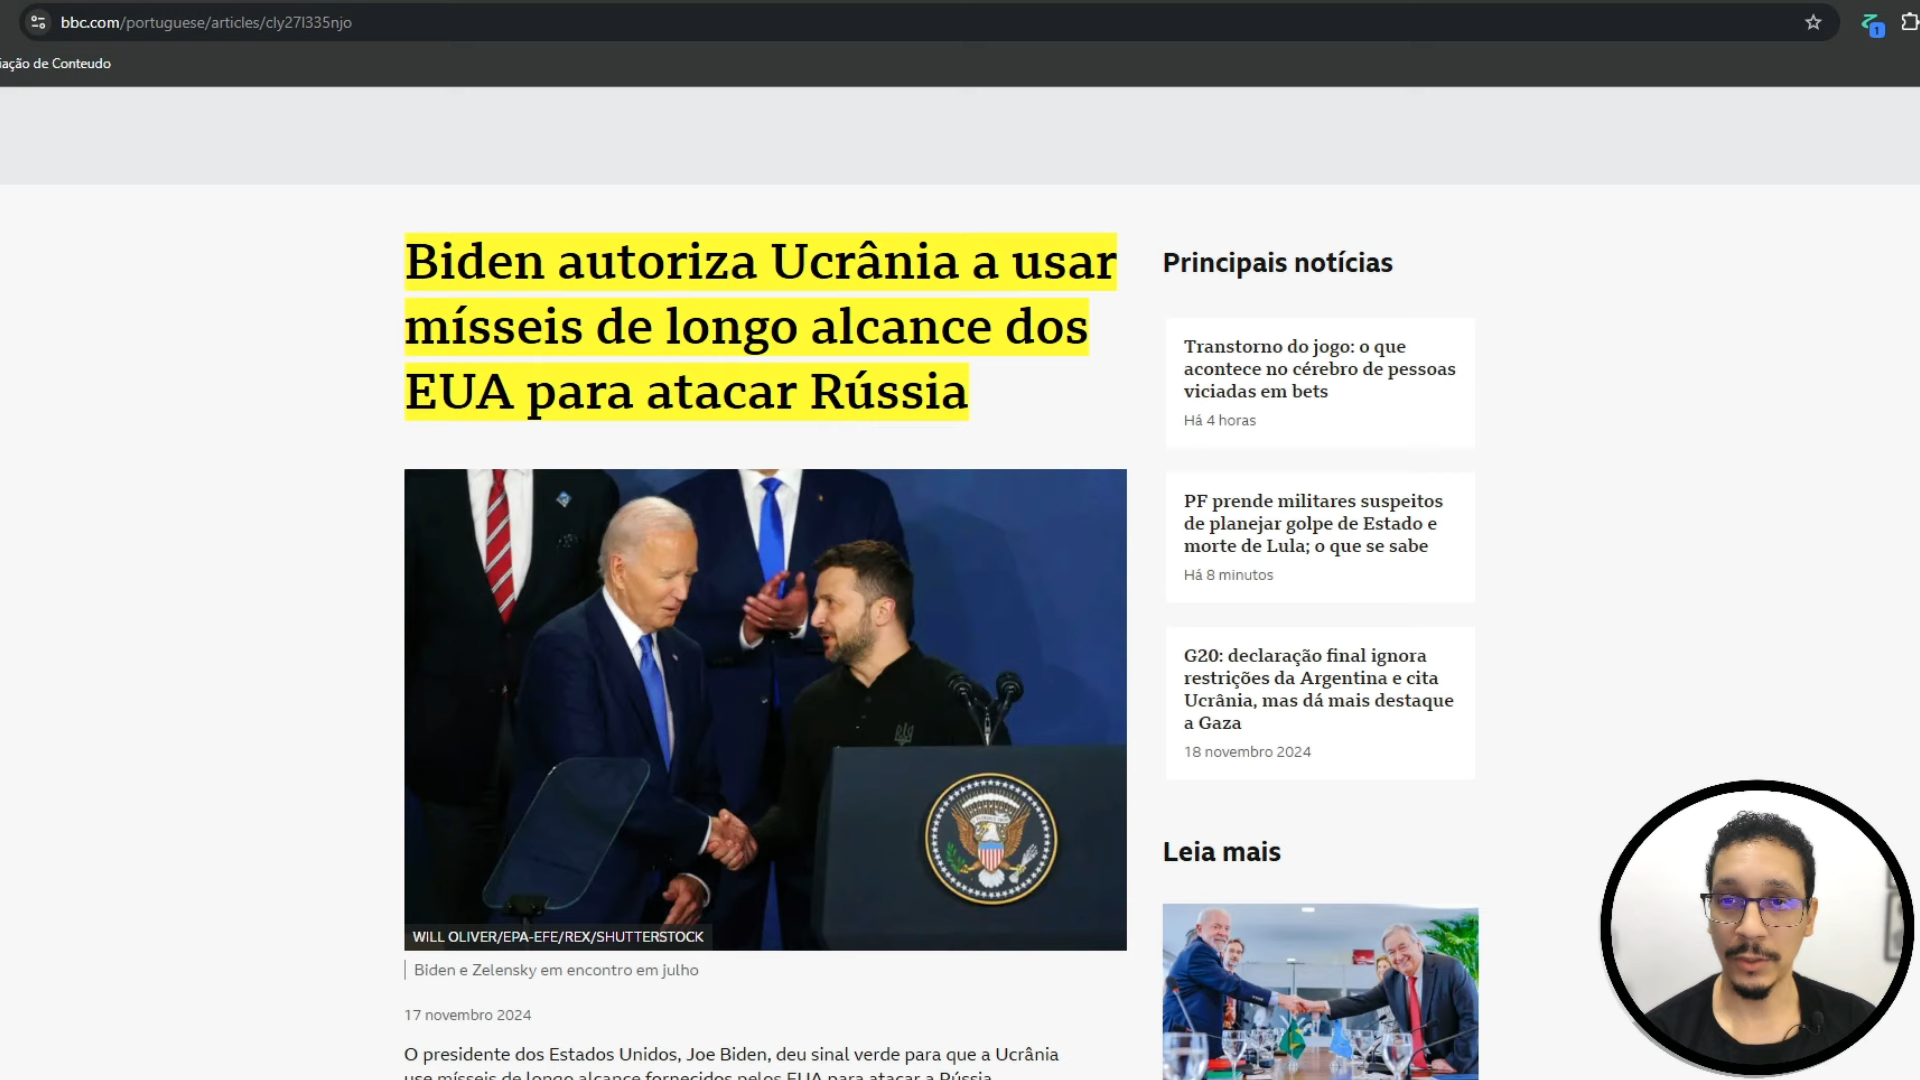 bbc.com/portuguese/articles/cly27l335njo
1
iação de Conteudo
Biden autoriza Ucrânia a usar
mísseis de longo alcance dos
EUA para atacar Rússia
WILL OLIVER/EPA-EFE/REX/SHUTTERSTOCK
Biden e Zelensky em encontro em julho
17 novembro 2024
O presidente dos Estados Unidos, Joe Biden, deu sinal verde para que a Ucrânia
use mísseis de longo alcance fornecidos pelos EUA para atacar a Rússia
Principais notícias
Transtorno do jogo: o que
acontece no cérebro de pessoas
viciadas em bets
Há 4 horas
PF prende militares suspeitos
de planejar golpe de Estado e
morte de Lula; o que se sabe
Há 8 minutos
G20: declaração final ignora
restrições da Argentina e cita
Ucrânia, mas dá mais destaque
a Gaza
18 novembro 2024
Leia mais